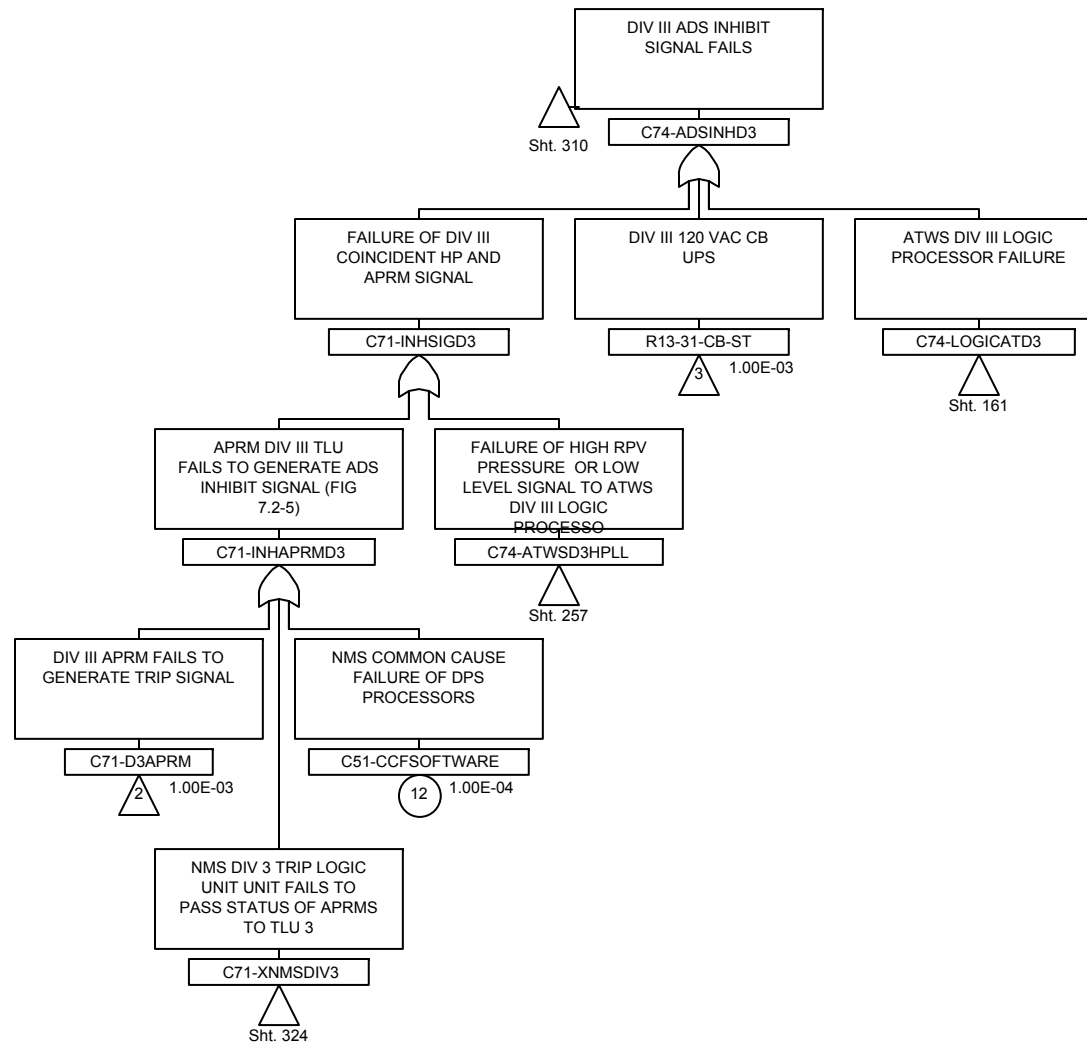 DIV III ADS INHIBIT
SIGNAL FAILS
Sht. 310
C74-ADSINHD3
FAILURE OF DIV III
COINCIDENT HP AND
APRM SIGNAL
C71-INHSIGD3
DIV III 120 VAC CB
UPS
R13-31-CB-ST
3
1.00E-03
ATWS DIV III LOGIC
PROCESSOR FAILURE
C74-LOGICATD3
Sht. 161
APRM DIV III TLU
FAILS TO GENERATE ADS
INHIBIT SIGNAL (FIG
7.2-5)
C71-INHAPRMD3
FAILURE OF HIGH RPV
PRESSURE OR LOW
LEVEL SIGNAL TO ATWS
DIV III LOGIC
PROCESSO
C74-ATWSD3HPLL
Sht. 257
DIV III APRM FAILS TO
GENERATE TRIP SIGNAL
C71-D3APRM
2
1.00E-03
NMS COMMON CAUSE
FAILURE OF DPS
PROCESSORS
C51-CCFSOFTWARE
12
1.00E-04
NMS DIV 3 TRIP LOGIC
UNIT UNIT FAILS TO
PASS STATUS OF APRMS
TO TLU 3
C71-XNMSDIV3
Sht. 324